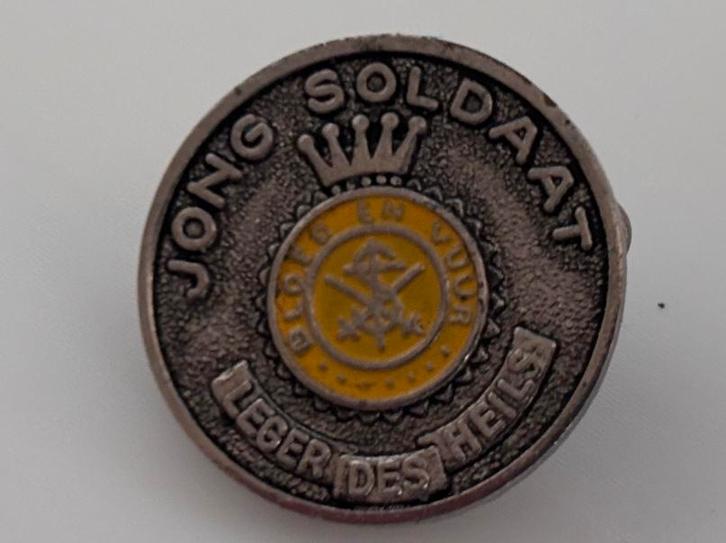 JONG SOLDAAT
BLOED EN VUUR
LEGER DES HEILS